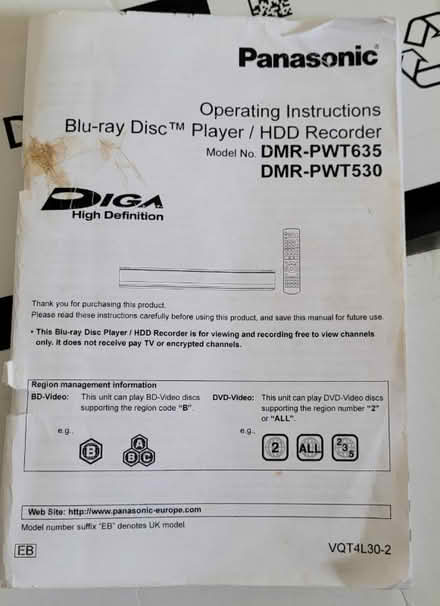 Panasonic
Operating Instructions
Blu-ray Disc™ Player / HDD Recorder
Model No. DMR-PWT635
DMR-PWT530
DIGA
High Definition
Thank you for purchasing this product.
Please read these instructions carefully before using this product, and save this manual for future use.
• This Blu-ray Disc Player / HDD Recorder is for viewing and recording free to view channels
only. It does not receive pay TV or encrypted channels.
Region management information
BD-Video: This unit can play BD-Video discs
supporting the region code “B”.
e.g.,
B
A
B C
DVD-Video: This unit can play DVD-Video discs
supporting the region number “2”
or “ALL”.
e.g.,
2 ALL 2 3 5
Web Site: http://www.panasonic-europe.com
Model number suffix “EB” denotes UK model.
EB
VQT4L30-2